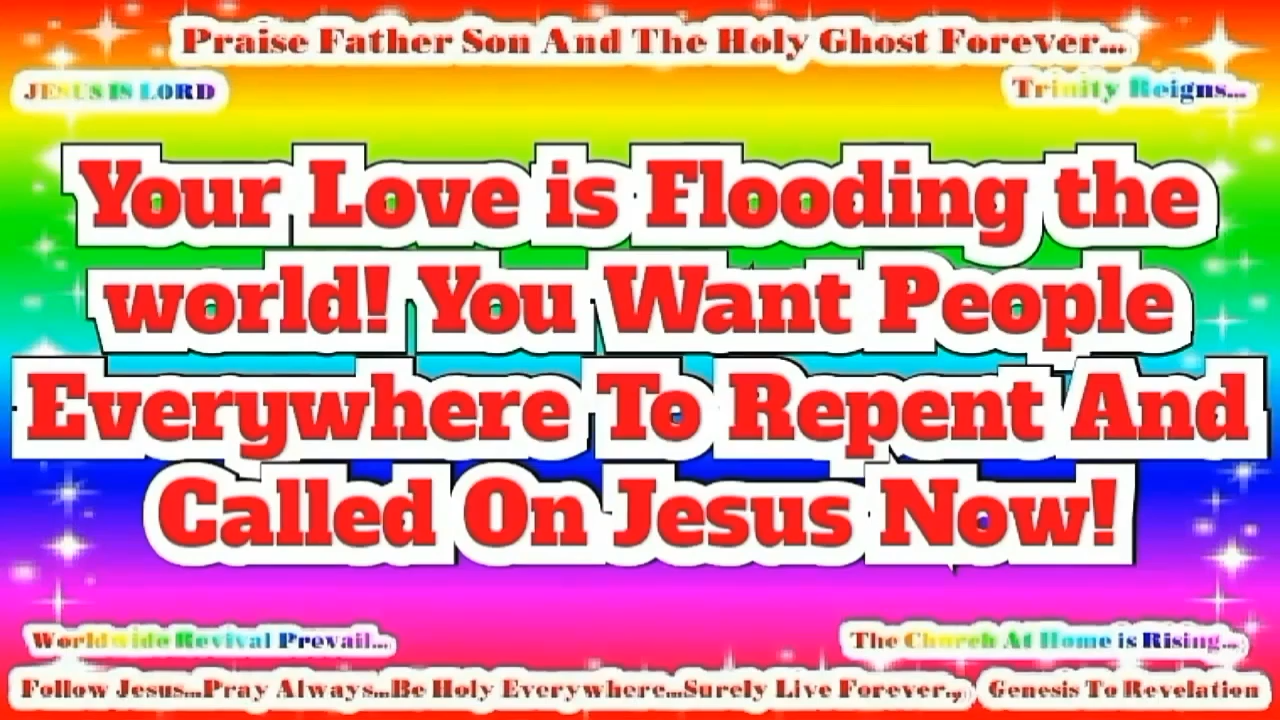 Praise Father Son And The Holy Ghost Forever...
JESUS IS LORD
Trinity Reigns...
Your Love is Flooding the
world! You Want People
Everywhere To Repent And
Called On Jesus Now!
Worldwide Revival Prevail...
The Church At Home is Rising...
Follow Jesus...Pray Always...Be Holy Everywhere...Surely Live Forever...
Genesis To Revelation